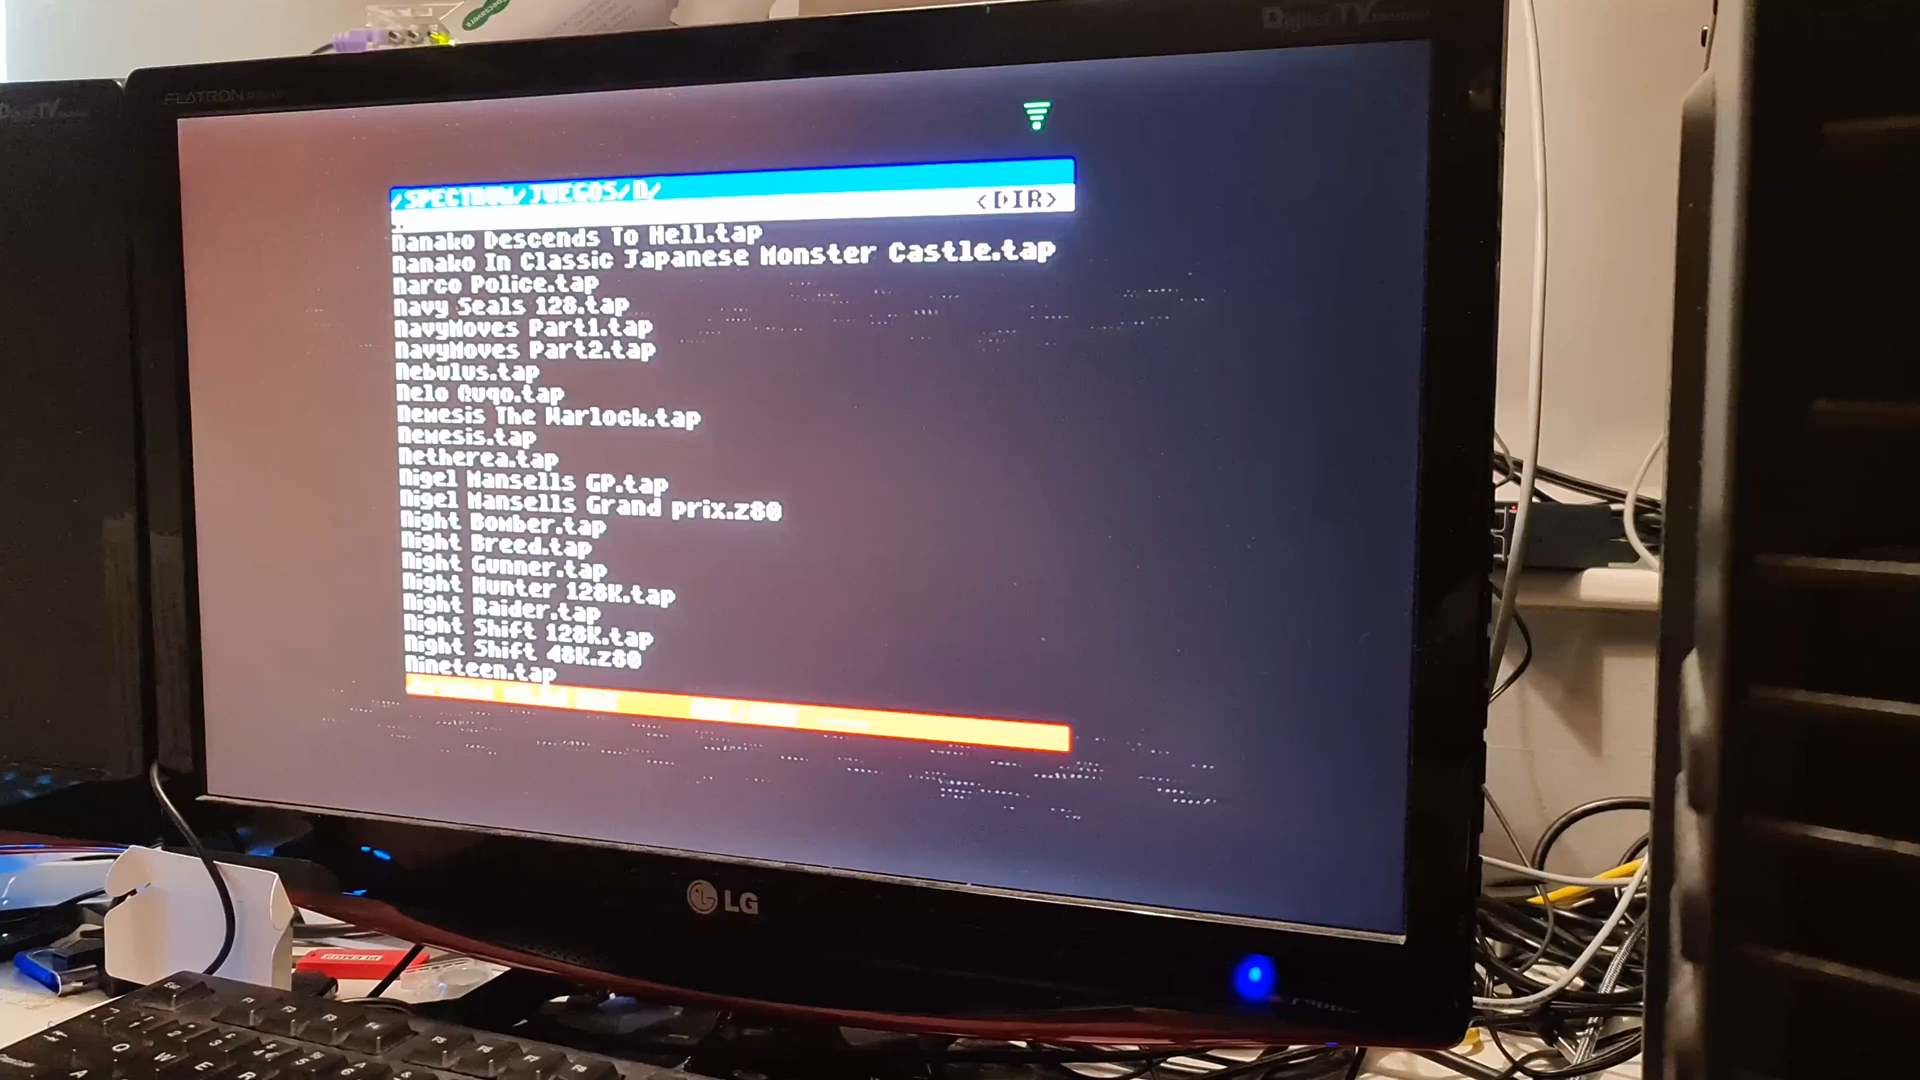 Digital TV
FLATRON
/SPECTRUM/JUEGOS/N/
<DIR>
Nanako Descends To Hell.tap
Nanako In Classic Japanese Monster Castle.tap
Narco Police.tap
Navy Seals 128.tap
NavyMoves Part1.tap
NavyMoves Part2.tap
Nebulus.tap
Nemesis The Warlock.tap
Nemesis.tap
Netherea.tap
Nigel Mansells GP.tap
Nigel Mansells Grand prix.z80
Night Bomber.tap
Night Breed.tap
Night Gunner.tap
Night Hunter 128K.tap
Night Raider.tap
Night Shift 128K.tap
Night Shift 48K.z80
Nineteen.tap
LG